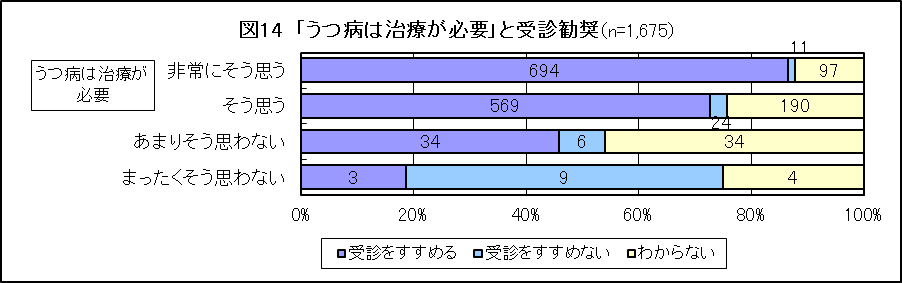 図14 「うつ病は治療が必要」と受診勧奨(n=1,675)
うつ病は治療が
必要
非常にそう思う 694 11 97
そう思う 569 24 190
あまりそう思わない 34 6 34
まったくそう思わない 3 9 4
0% 20% 40% 60% 80% 100%
受診をすすめる 受診をすすめない わからない